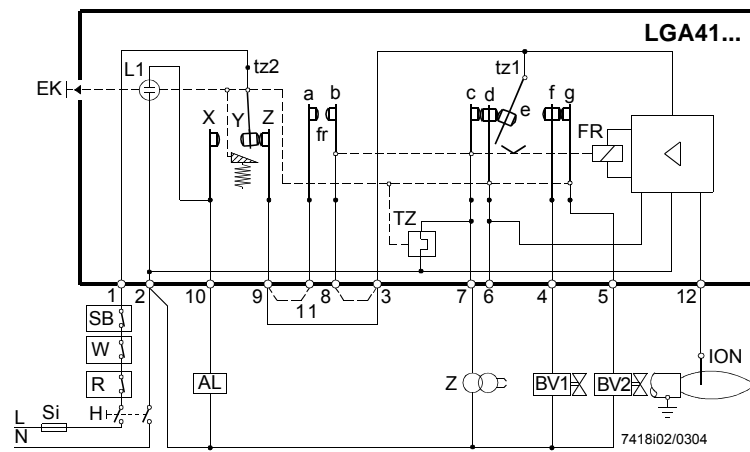 LGA41...
EK
L1
tz2
tz1
a b
c d e f g
X Y Z
fr
FR
TZ
1 2 10 9 11 8 3 7 6 4 5 12
SB
W
R
AL
Z
BV1
BV2
ION
L Si H
N
7418i02/0304